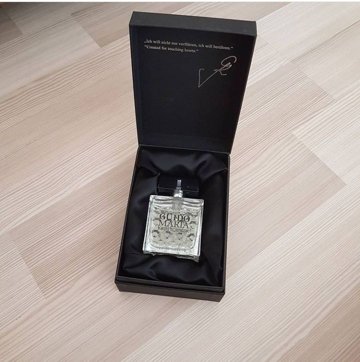 „Ich will nicht nur verführen, ich will berühren."
"Created for touching hearts."
GUIDO
MARIA